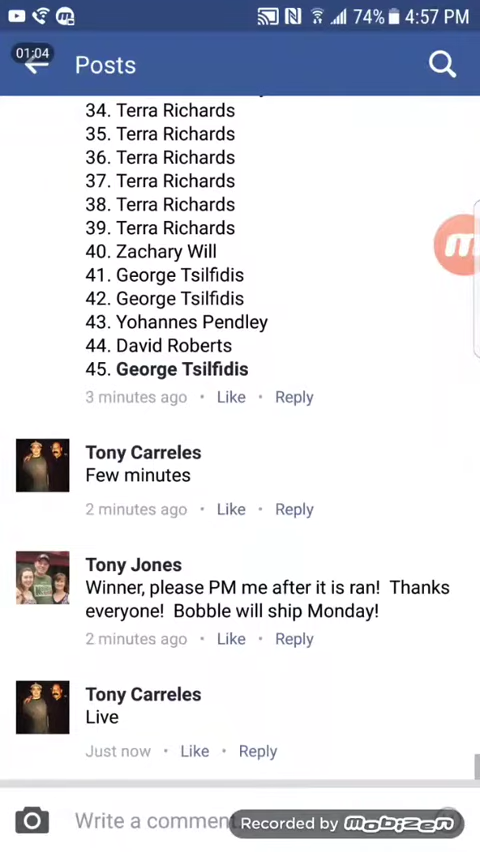 74% 4:57 PM
01:04
Posts
34. Terra Richards
35. Terra Richards
36. Terra Richards
37. Terra Richards
38. Terra Richards
39. Terra Richards
40. Zachary Will
41. George Tsilfidis
42. George Tsilfidis
43. Yohannes Pendley
44. David Roberts
45. George Tsilfidis
3 minutes ago • Like • Reply
Tony Carreles
Few minutes
2 minutes ago • Like • Reply
Tony Jones
Winner, please PM me after it is ran! Thanks
everyone! Bobble will ship Monday!
2 minutes ago • Like • Reply
Tony Carreles
Live
Just now • Like • Reply
Write a comment
Recorded by mobizen